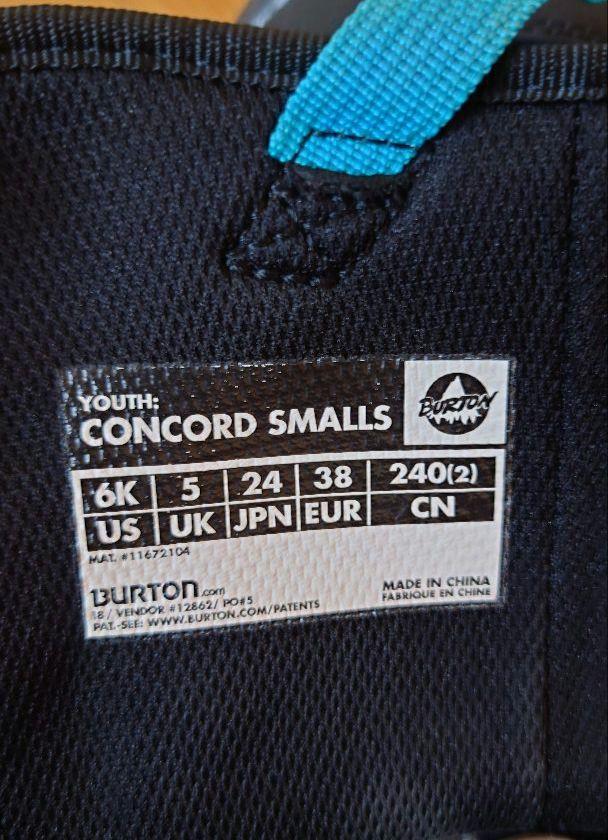 YOUTH:
CONCORD SMALLS
BURTON
6K 5 24 38 240(2)
US UK JPN EUR CN
MAT. #11672104
BURTON.com
18/ VENDOR #12862/ PO#5
PAT.-SEE: WWW.BURTON.COM/PATENTS
MADE IN CHINA
FABRIQUE EN CHINE